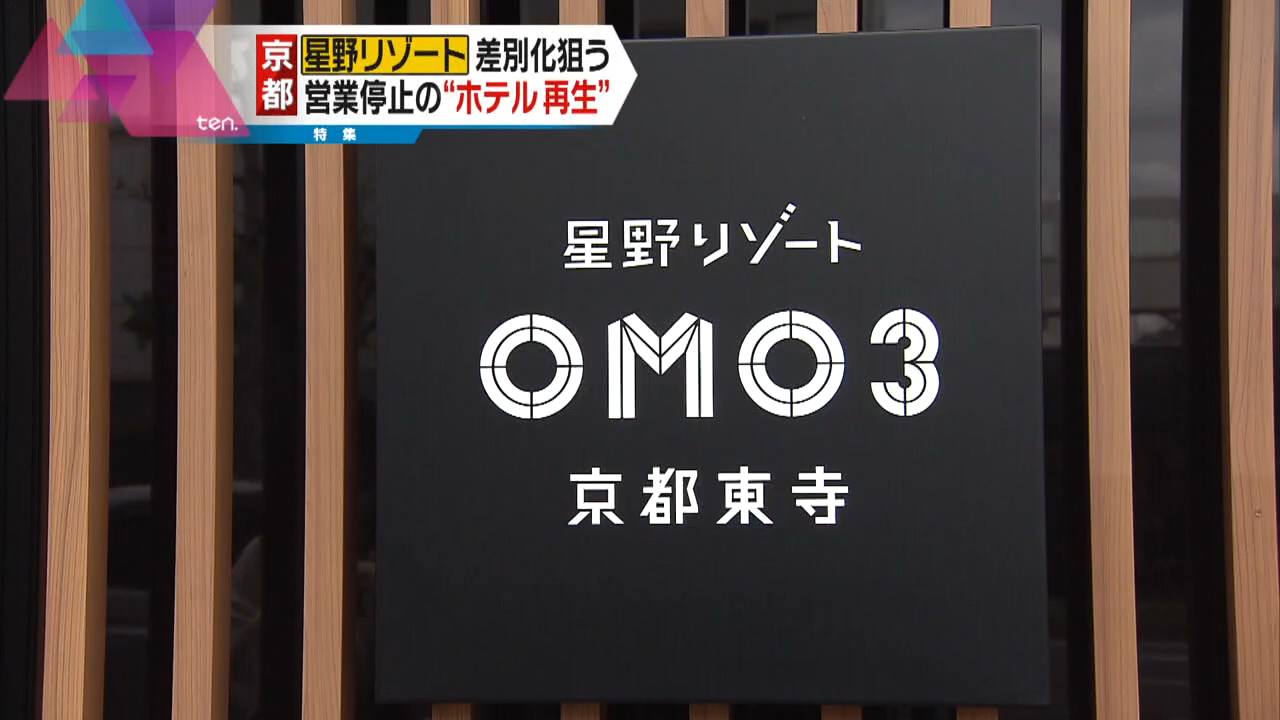 京都
星野リゾート 差別化狙う
営業停止の“ホテル再生”
ten.
特集
星野リゾート
OMO3
京都東寺